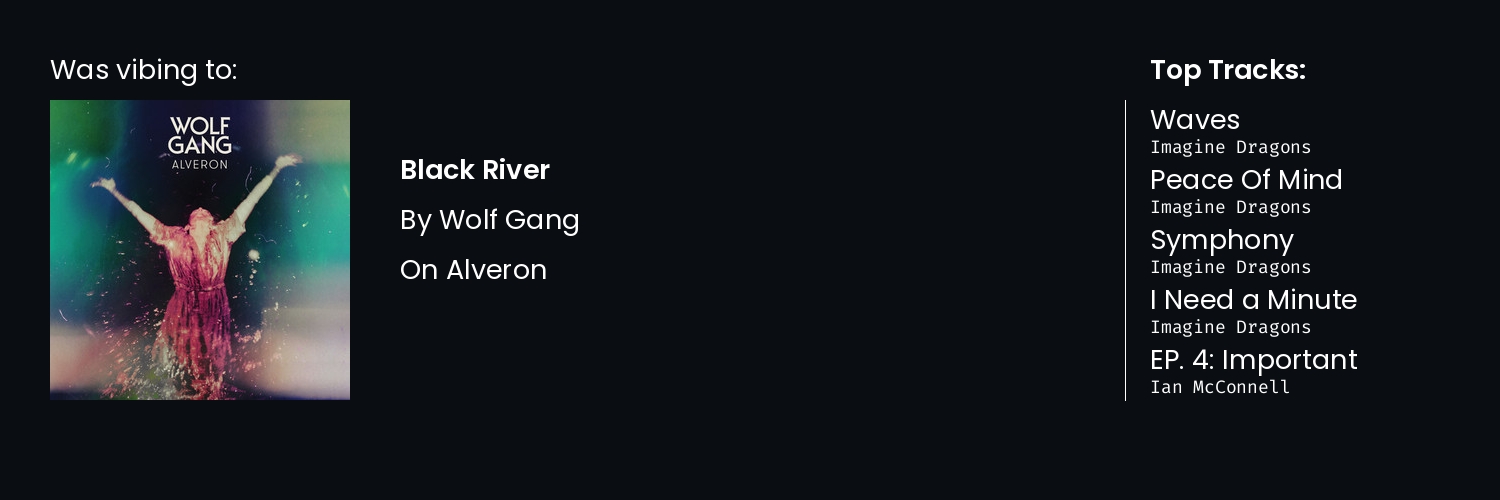 Was vibing to:
WOLF
GANG
ALVERON
Black River
By Wolf Gang
On Alveron
Top Tracks:
Waves
Imagine Dragons
Peace Of Mind
Imagine Dragons
Symphony
Imagine Dragons
I Need a Minute
Imagine Dragons
EP. 4: Important
Ian McConnell